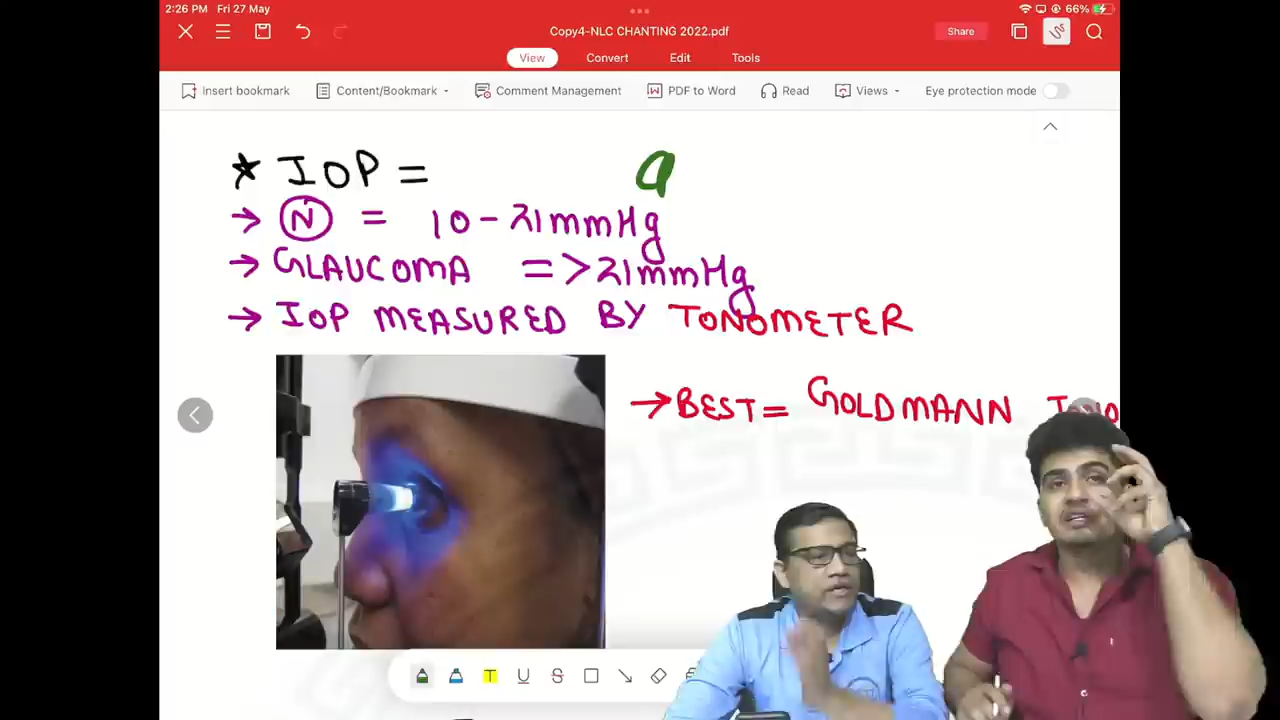 2:26 PM Fri 27 May
66%
Copy4-NLC CHANTING 2022.pdf
Share
View Convert Edit Tools
Insert bookmark Content/Bookmark Comment Management PDF to Word Read Views Eye protection mode
* IOP =
→ N = 10-21mmHg
→ GLAUCOMA => 21mmHg
→ IOP MEASURED BY TONOMETER
→ BEST = GOLDMANN